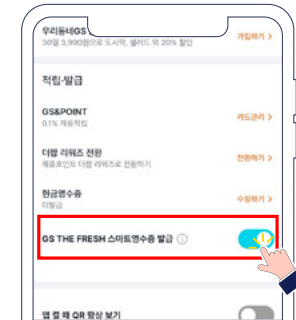 우리동네GS
30일 3,990원으로 도시락, 샐러드 외 20% 할인
가입하기 >
적립·발급
GS&POINT
0.1% 자동적립
카드관리 >
더팝 리워즈 전환
제휴포인트 더팝 리워즈로 전환하기
전환하기 >
현금영수증
미발급
수정하기 >
GS THE FRESH 스마트영수증 발급
앱 켤 때 QR 항상 보기